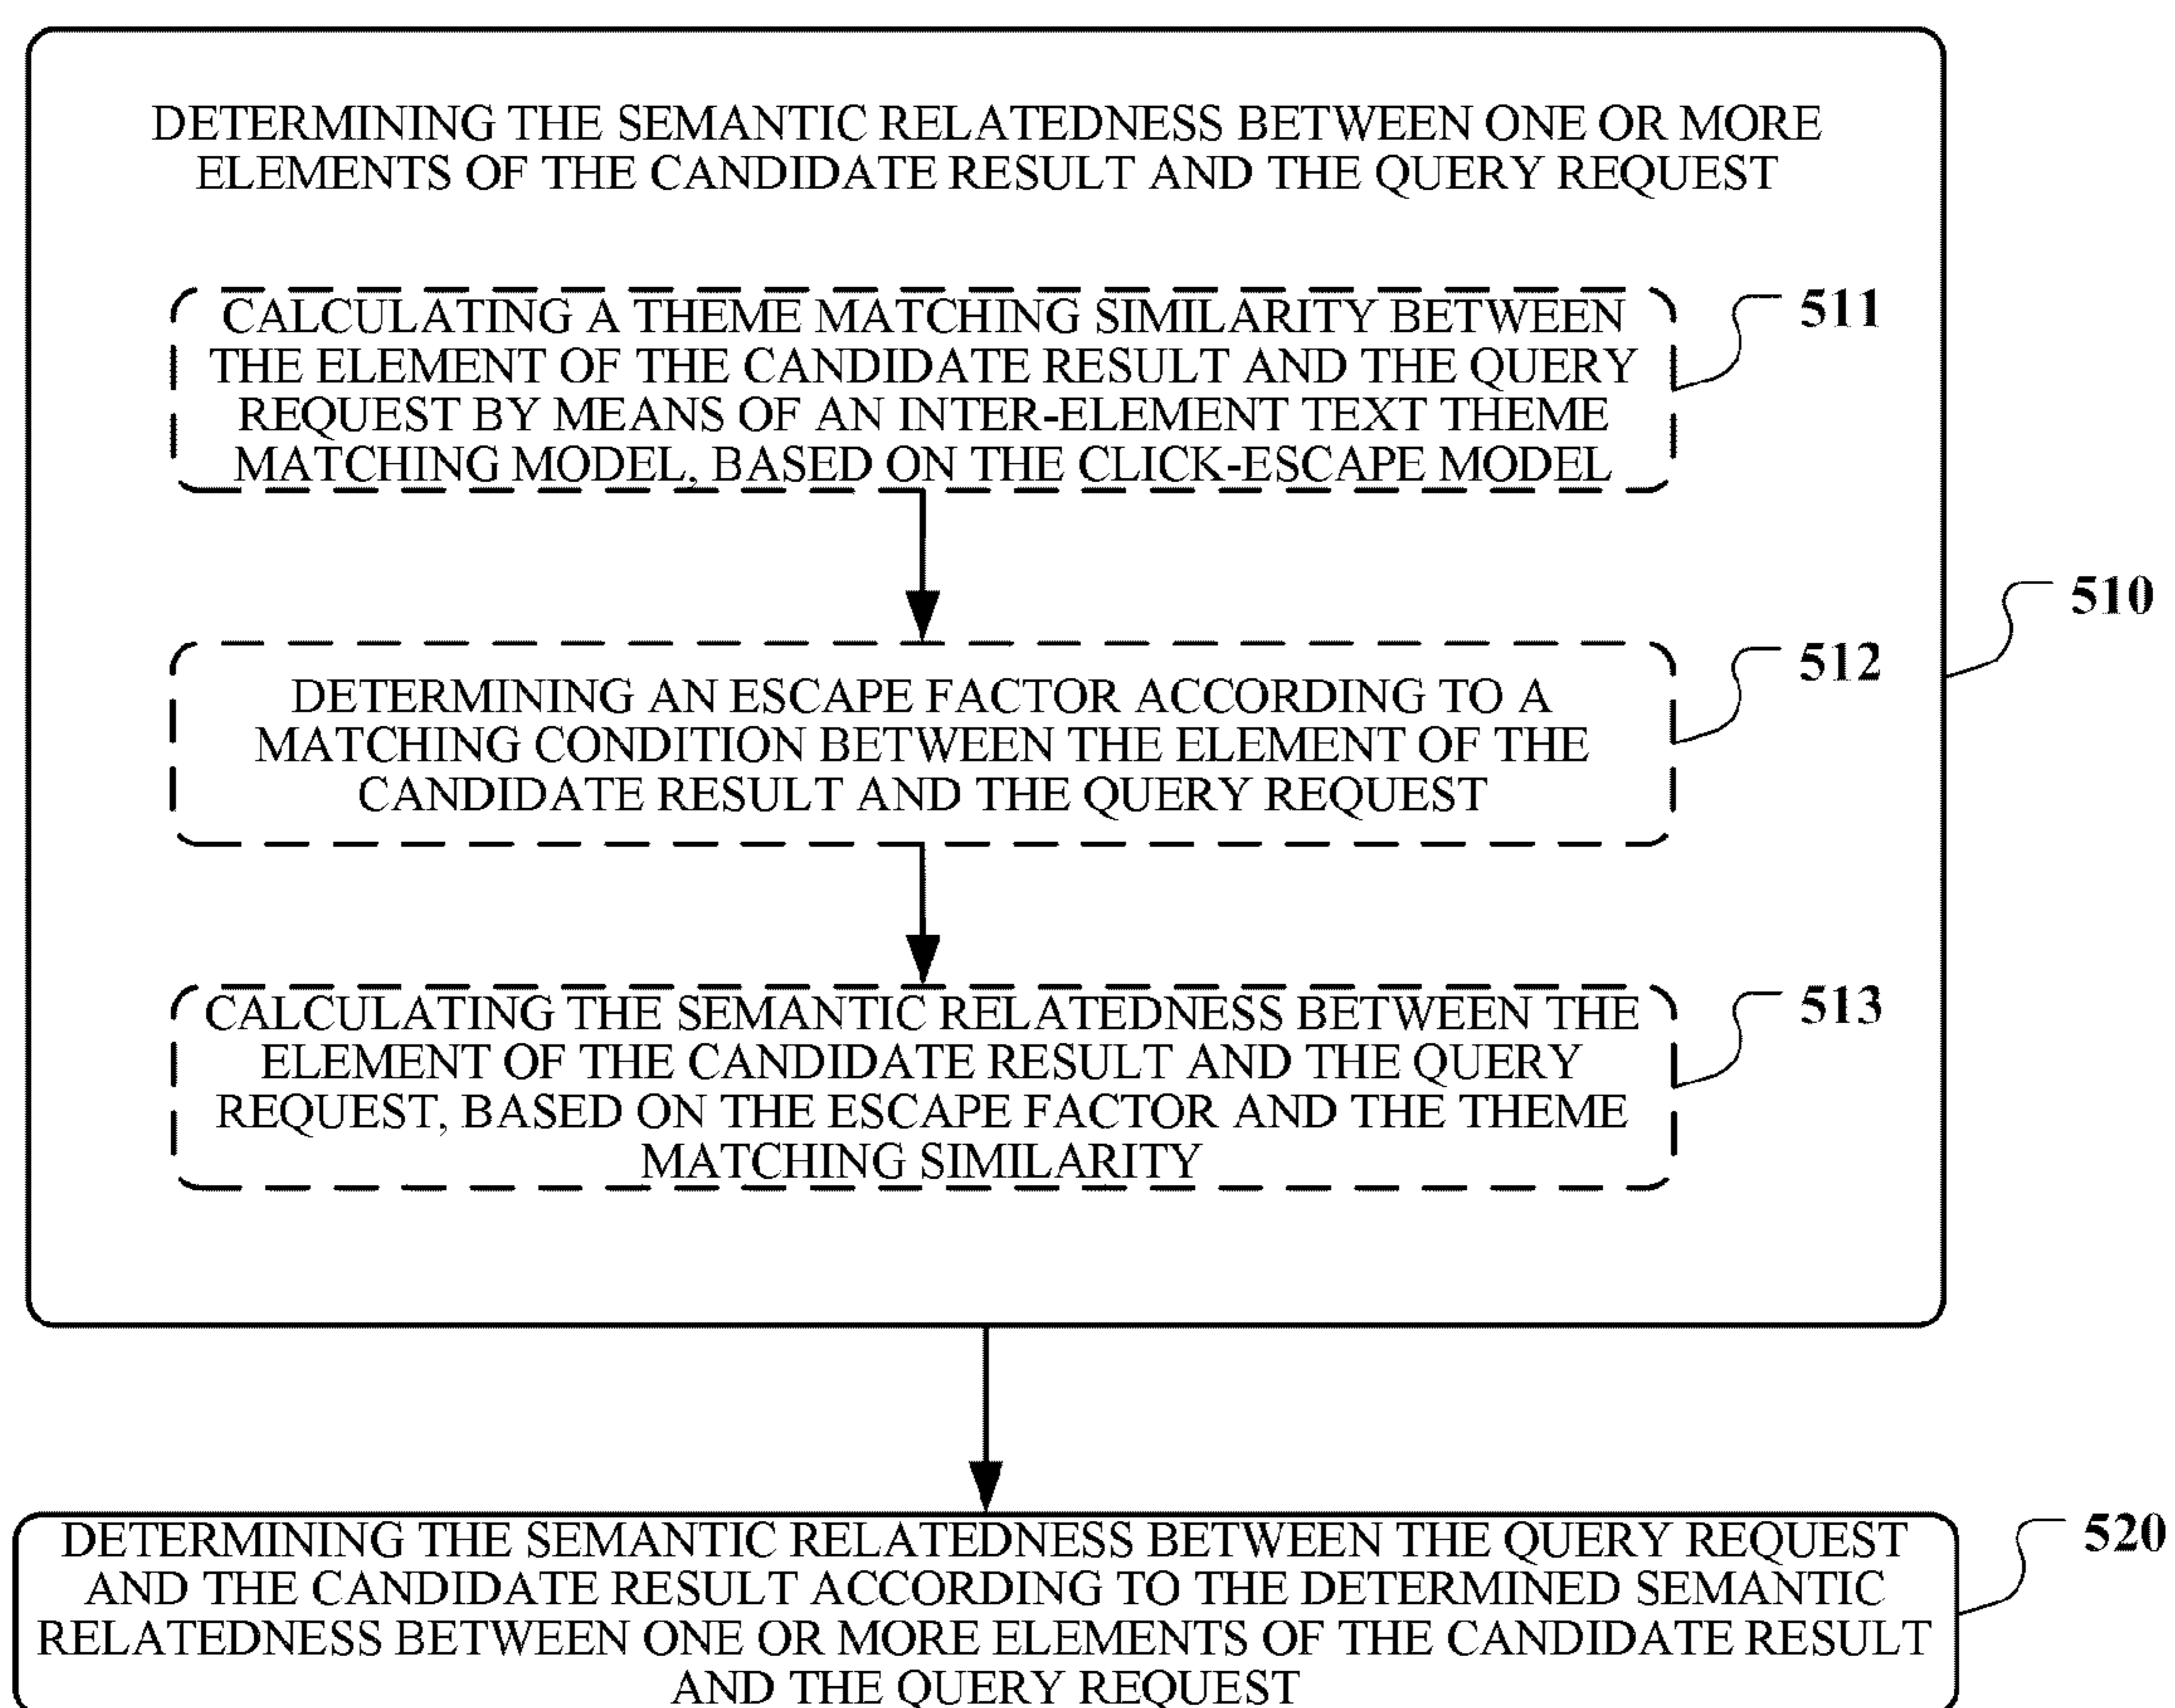 DETERMINING THE SEMANTIC RELATEDNESS BETWEEN ONE OR MORE
ELEMENTS OF THE CANDIDATE RESULT AND THE QUERY REQUEST
CALCULATING A THEME MATCHING SIMILARITY BETWEEN
THE ELEMENT OF THE CANDIDATE RESULT AND THE QUERY
REQUEST BY MEANS OF AN INTER-ELEMENT TEXT THEME
MATCHING MODEL, BASED ON THE CLICK-ESCAPE MODEL
511
510
DETERMINING AN ESCAPE FACTOR ACCORDING TO A
MATCHING CONDITION BETWEEN THE ELEMENT OF THE
CANDIDATE RESULT AND THE QUERY REQUEST
512
CALCULATING THE SEMANTIC RELATEDNESS BETWEEN THE
ELEMENT OF THE CANDIDATE RESULT AND THE QUERY
REQUEST, BASED ON THE ESCAPE FACTOR AND THE THEME
MATCHING SIMILARITY
513
DETERMINING THE SEMANTIC RELATEDNESS BETWEEN THE QUERY REQUEST
AND THE CANDIDATE RESULT ACCORDING TO THE DETERMINED SEMANTIC
RELATEDNESS BETWEEN ONE OR MORE ELEMENTS OF THE CANDIDATE RESULT
AND THE QUERY REQUEST
520